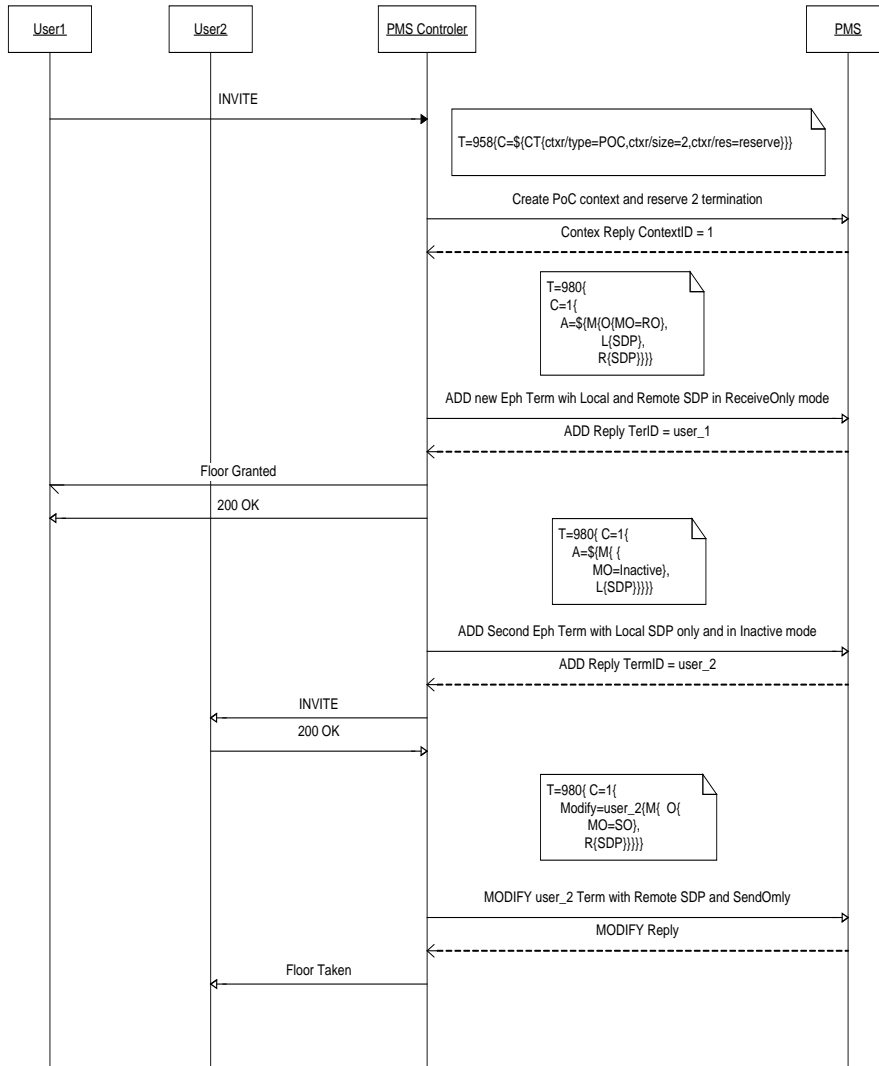 User1
User2
PMS Controler
PMS
INVITE
T=958{C=${CT{ctxr/type=POC,ctxr/size=2,ctxr/res=reserve}}}
Create PoC context and reserve 2 termination
Contex Reply ContextID = 1
T=980{
C=1{
A=${M{O{MO=RO},
L{SDP},
R{SDP}}}}
ADD new Eph Term wih Local and Remote SDP in ReceiveOnly mode
ADD Reply TerID = user_1
Floor Granted
200 OK
T=980{ C=1{
A=${M{ {
MO=Inactive},
L{SDP}}}}}
ADD Second Eph Term with Local SDP only and in Inactive mode
ADD Reply TermID = user_2
INVITE
200 OK
T=980{ C=1{
Modify=user_2{M{ O{
MO=SO},
R{SDP}}}}}
MODIFY user_2 Term with Remote SDP and SendOmly
MODIFY Reply
Floor Taken